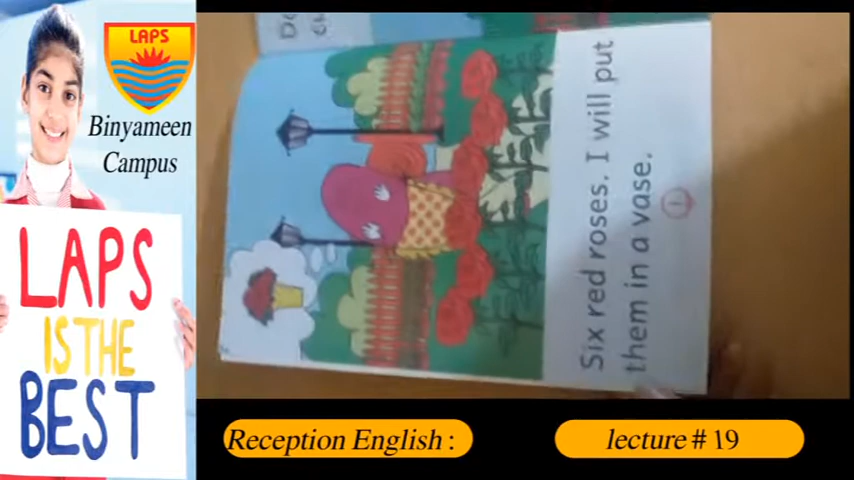 LAPS
Binyameen
Campus
LAPS
IS THE
BEST
Six red roses. I will put
them in a vase.
1
Reception English :
lecture # 19